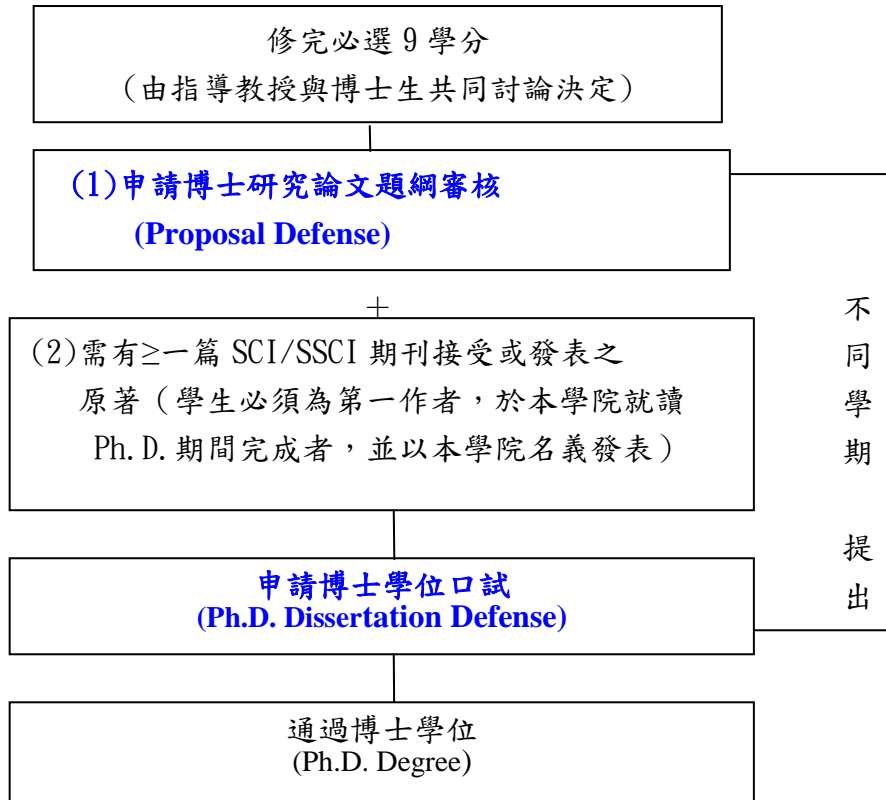 修完必選 9 學分
（由指導教授與博士生共同討論決定）
(1)申請博士研究論文題綱審核
(Proposal Defense)
＋
(2)需有≥一篇 SCI/SSCI 期刊接受或發表之
原著（學生必須為第一作者，於本學院就讀
Ph.D.期間完成者，並以本學院名義發表）
申請博士學位口試
(Ph.D. Dissertation Defense)
通過博士學位
(Ph.D. Degree)
不同學期 提出